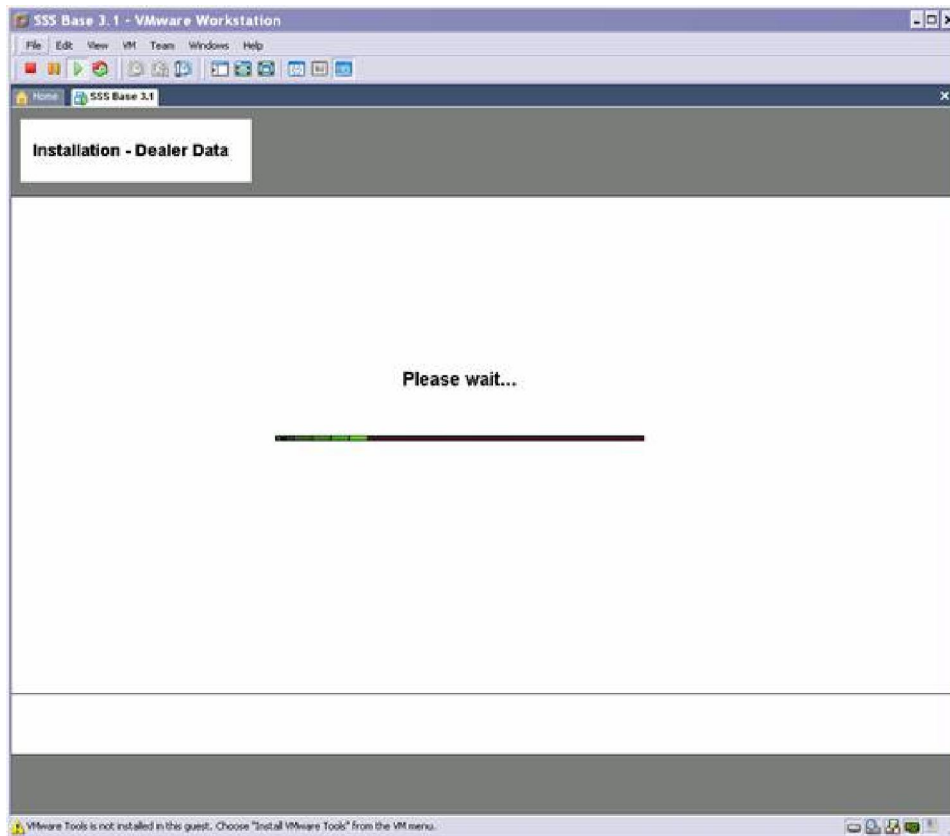 SSS Base 3.1 - VMware Workstation
File Edit View VM Team Windows Help
Home SSS Base 3.1
Installation - Dealer Data
Please wait...
VMware Tools is not installed in this guest. Choose "Install VMware Tools" from the VM menu.